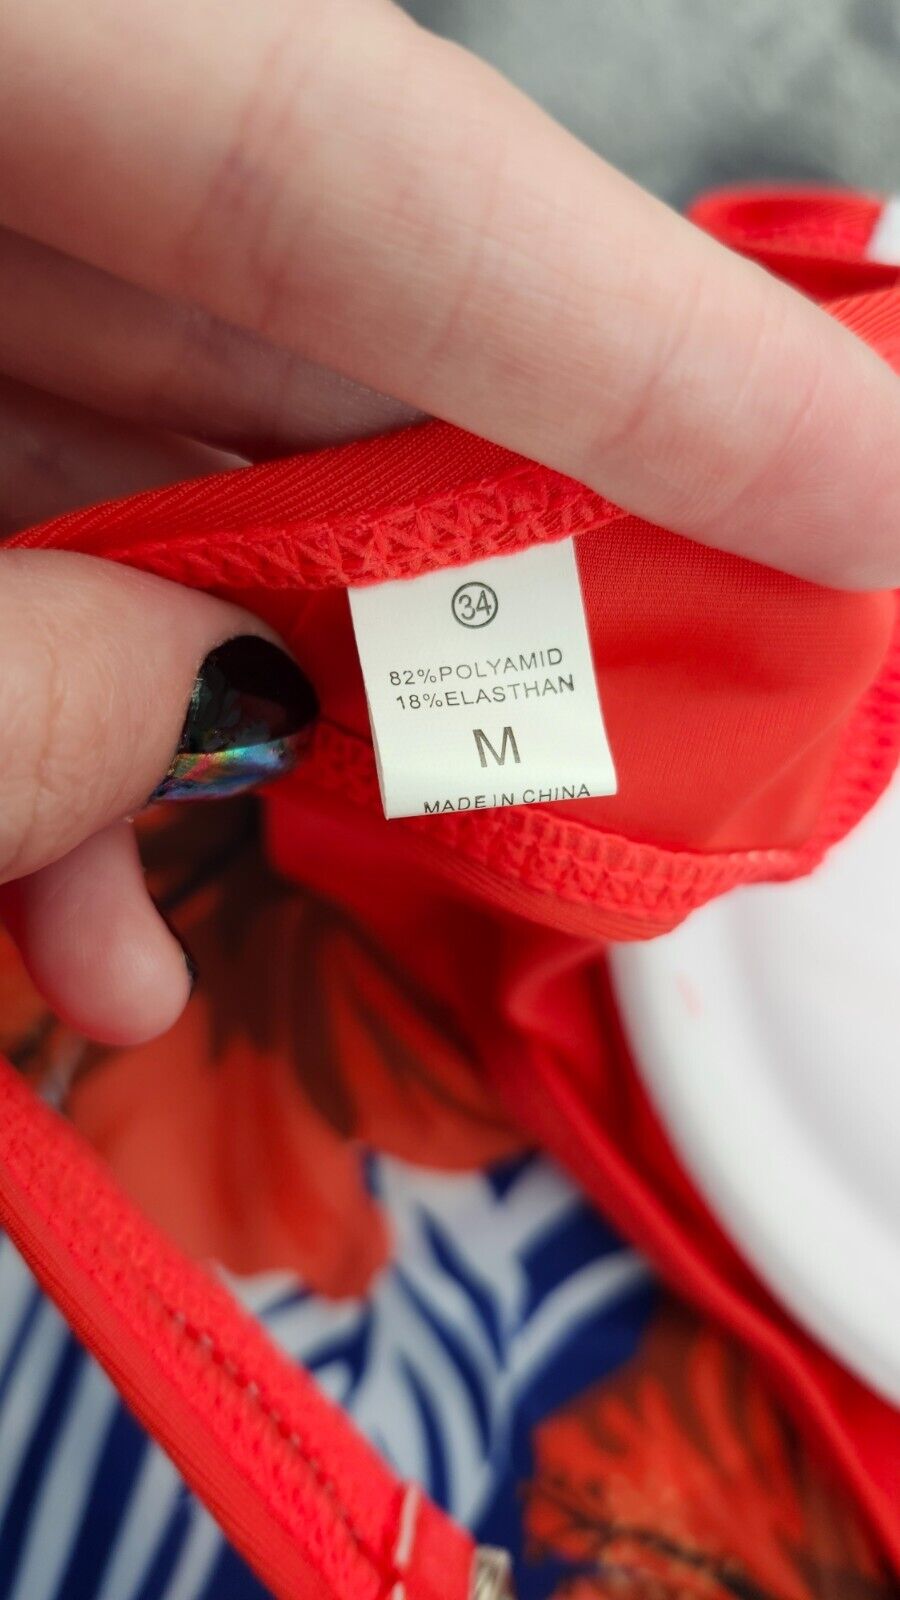 34
82%POLYAMID
18%ELASTHAN
M
MADE IN CHINA